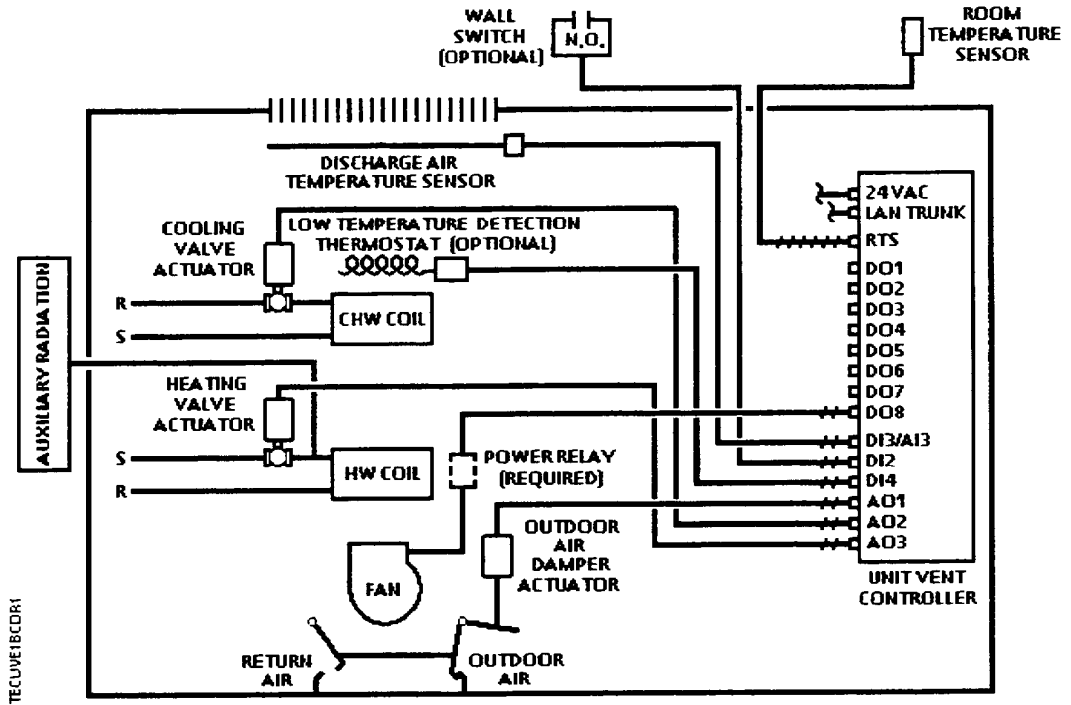 WALL
SWITCH
(OPTIONAL)
N.O.
ROOM
TEMPERATURE
SENSOR
DISCHARGE AIR
TEMPERATURE SENSOR
24 VAC
LAN TRUNK
RTS
DO1
DO2
DO3
DO4
DO5
DO6
DO7
DO8
DI3/AI3
DI2
DI4
AO1
AO2
AO3
UNIT VENT
CONTROLLER
COOLING
VALVE
ACTUATOR
LOW TEMPERATURE DETECTION
THERMOSTAT (OPTIONAL)
R
S
CHW COIL
AUXILIARY RADIATION
HEATING
VALVE
ACTUATOR
S
R
HW COIL
POWER RELAY
(REQUIRED)
OUTDOOR
AIR
DAMPER
ACTUATOR
FAN
RETURN
AIR
OUTDOOR
AIR
TECUVE1BCDR1